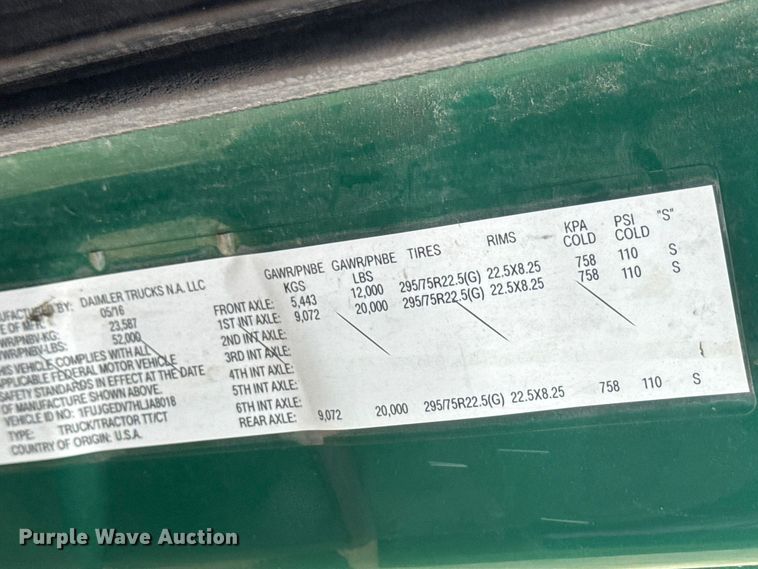 MANUFACTURED BY: DAIMLER TRUCKS N.A. LLC
E OF M'FR: 05/16
WR/PNBV-KG: 23,587
VWR/PNBV-LBS: 52,000
HIS VEHICLE COMPLIES WITH ALL
APPLICABLE FEDERAL MOTOR VEHICLE
SAFETY STANDARDS IN EFFECT AT THE DATE
OF MANUFACTURE SHOWN ABOVE.
VEHICLE ID NO: 1FUJGEDV7HLJA8018
TYPE: TRUCK/TRACTOR TT/CT
COUNTRY OF ORIGIN: U.S.A.
GAWR/PNBE KGS GAWR/PNBE LBS TIRES RIMS KPA COLD PSI COLD "S"
FRONT AXLE: 5,443 12,000 295/75R22.5(G) 22.5X8.25 758 110 S
1ST INT AXLE: 9,072 20,000 295/75R22.5(G) 22.5X8.25 758 110 S
2ND INT AXLE:
3RD INT AXLE:
4TH INT AXLE:
5TH INT AXLE:
6TH INT AXLE:
REAR AXLE: 9,072 20,000 295/75R22.5(G) 22.5X8.25 758 110 S
Purple Wave Auction